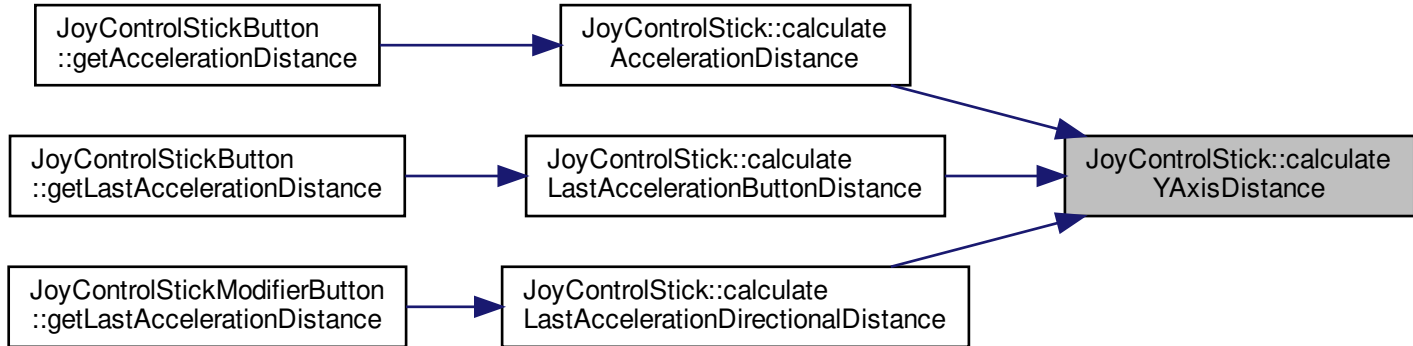 JoyControlStickButton
::getAccelerationDistance
JoyControlStick::calculate
AccelerationDistance
JoyControlStickButton
::getLastAccelerationDistance
JoyControlStick::calculate
LastAccelerationButtonDistance
JoyControlStick::calculate
YAxisDistance
JoyControlStickModifierButton
::getLastAccelerationDistance
JoyControlStick::calculate
LastAccelerationDirectionalDistance